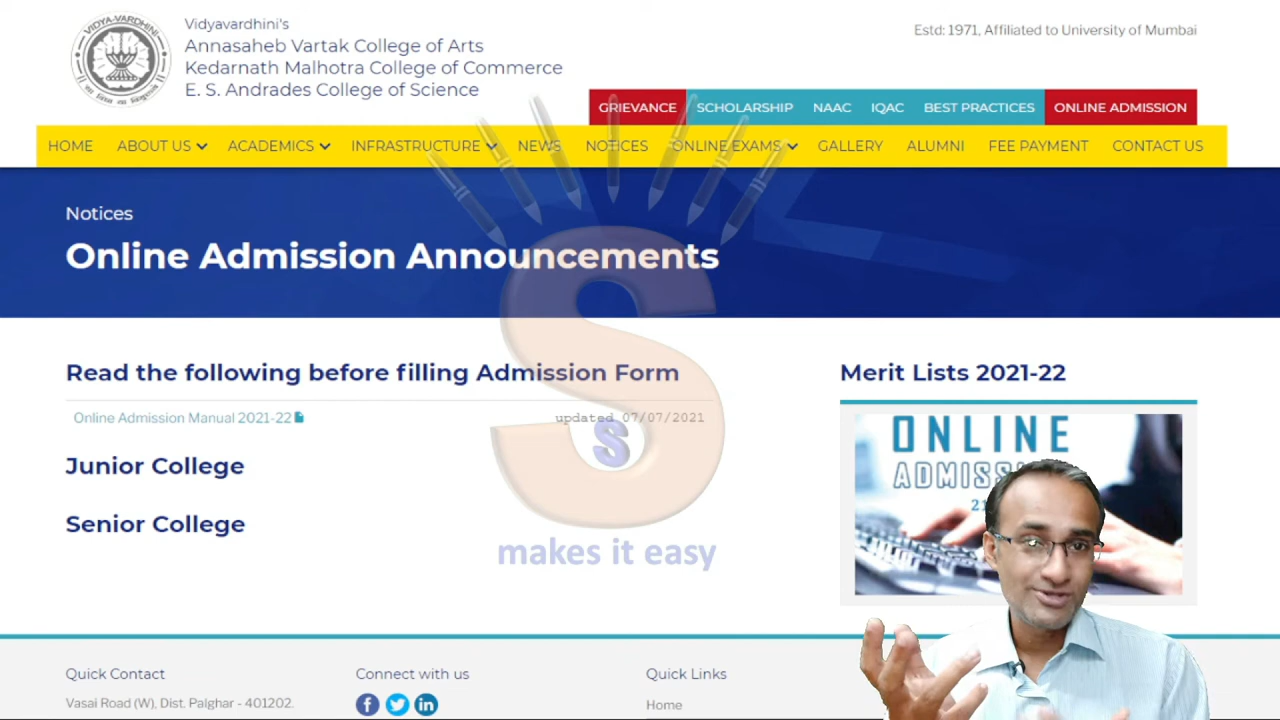 VIDYA-VARDHINI'S
Vidyavardhini's
Annasaheb Vartak College of Arts
Kedarnath Malhotra College of Commerce
E. S. Andrades College of Science
Estd: 1971, Affiliated to University of Mumbai
GRIEVANCE SCHOLARSHIP NAAC IQAC BEST PRACTICES ONLINE ADMISSION
HOME ABOUT US ACADEMICS INFRASTRUCTURE NEWS NOTICES ONLINE EXAMS GALLERY ALUMNI FEE PAYMENT CONTACT US
Notices
Online Admission Announcements
Read the following before filling Admission Form
Online Admission Manual 2021-22 updated 07/07/2021
Junior College
Senior College
S
S
makes it easy
Merit Lists 2021-22
ONLINE
ADMISS
21
Quick Contact
Vasai Road (W), Dist. Palghar - 401202.
Connect with us
Quick Links
Home